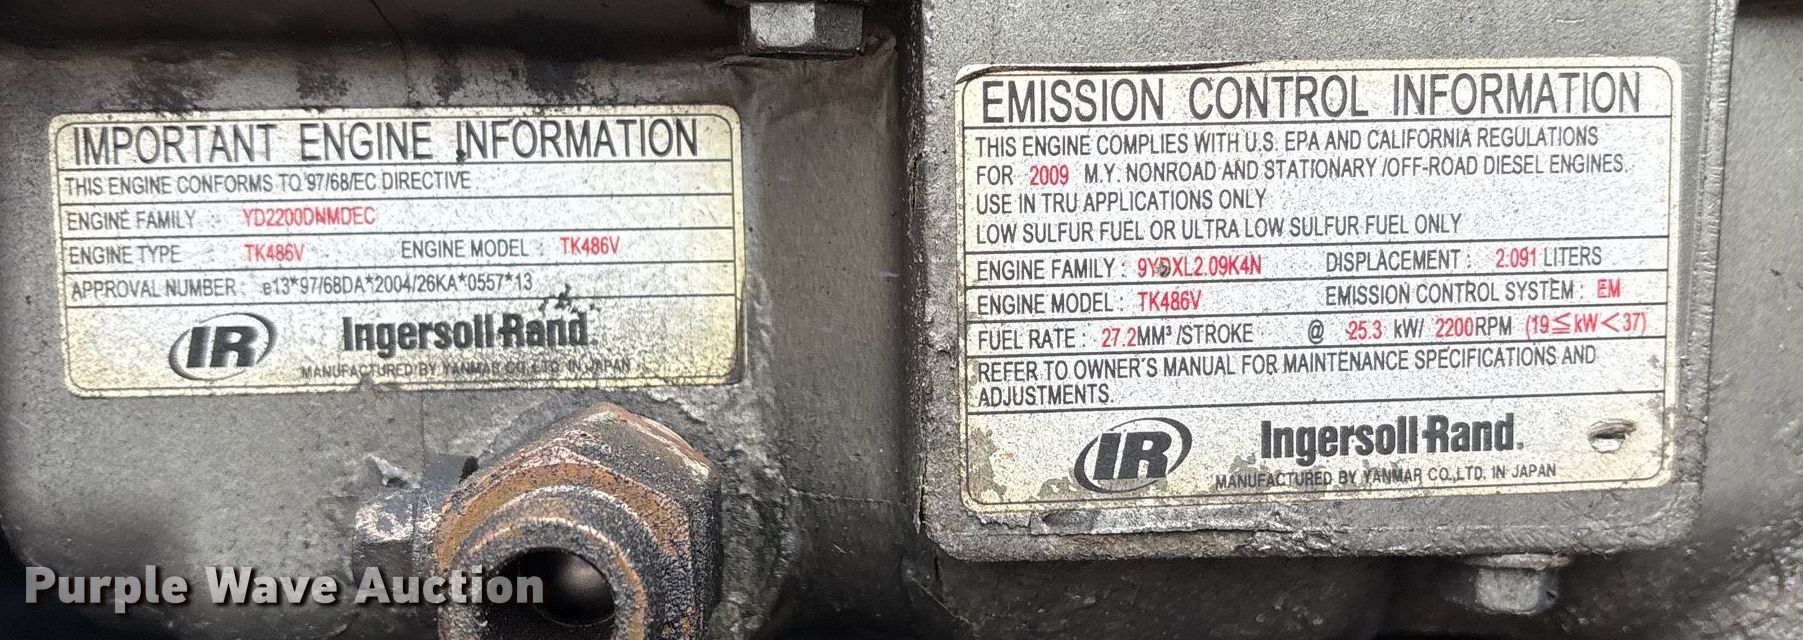 IMPORTANT ENGINE INFORMATION
THIS ENGINE CONFORMS TO 97/68/EC DIRECTIVE
ENGINE FAMILY : YD2200DNMDEC
ENGINE TYPE : TK486V ENGINE MODEL : TK486V
APPROVAL NUMBER : e13*97/68DA*2004/26KA*0557*13
IR Ingersoll-Rand.
MANUFACTURED BY YANMAR CO.,LTD. IN JAPAN
EMISSION CONTROL INFORMATION
THIS ENGINE COMPLIES WITH U.S. EPA AND CALIFORNIA REGULATIONS
FOR 2009 M.Y. NONROAD AND STATIONARY /OFF-ROAD DIESEL ENGINES.
USE IN TRU APPLICATIONS ONLY
LOW SULFUR FUEL OR ULTRA LOW SULFUR FUEL ONLY
ENGINE FAMILY : 9YDXL2.09K4N DISPLACEMENT : 2.091 LITERS
ENGINE MODEL : TK486V EMISSION CONTROL SYSTEM : EM
FUEL RATE : 27.2MM³/STROKE @ 25.3 kW/ 2200RPM (19≦kW<37)
REFER TO OWNER'S MANUAL FOR MAINTENANCE SPECIFICATIONS AND
ADJUSTMENTS.
IR Ingersoll-Rand.
MANUFACTURED BY YANMAR CO.,LTD. IN JAPAN
Purple Wave Auction